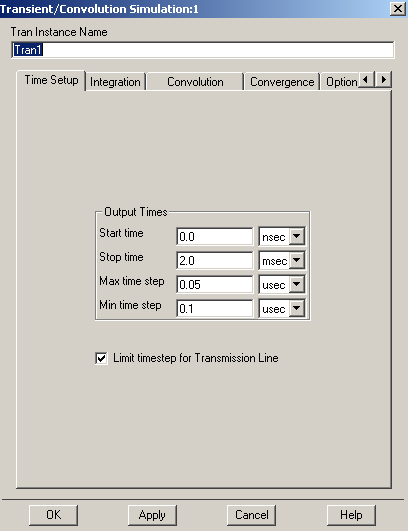 Transient/Convolution Simulation:1
Tran Instance Name
Tran1
Time Setup Integration Convolution Convergence Option
Output Times
Start time 0.0 nsec
Stop time 2.0 msec
Max time step 0.05 usec
Min time step 0.1 usec
Limit timestep for Transmission Line
OK Apply Cancel Help